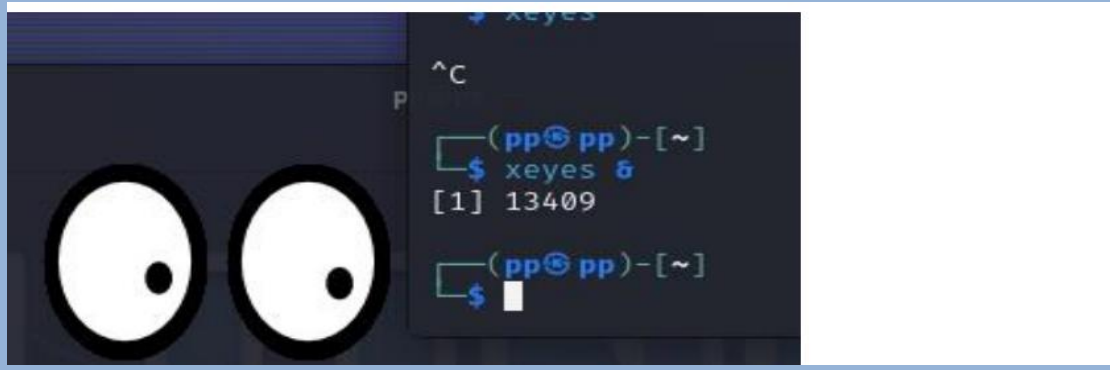 $ xeyes
^C
┌──(pp㉿pp)-[~]
└─$ xeyes &
[1] 13409
┌──(pp㉿pp)-[~]
└─$